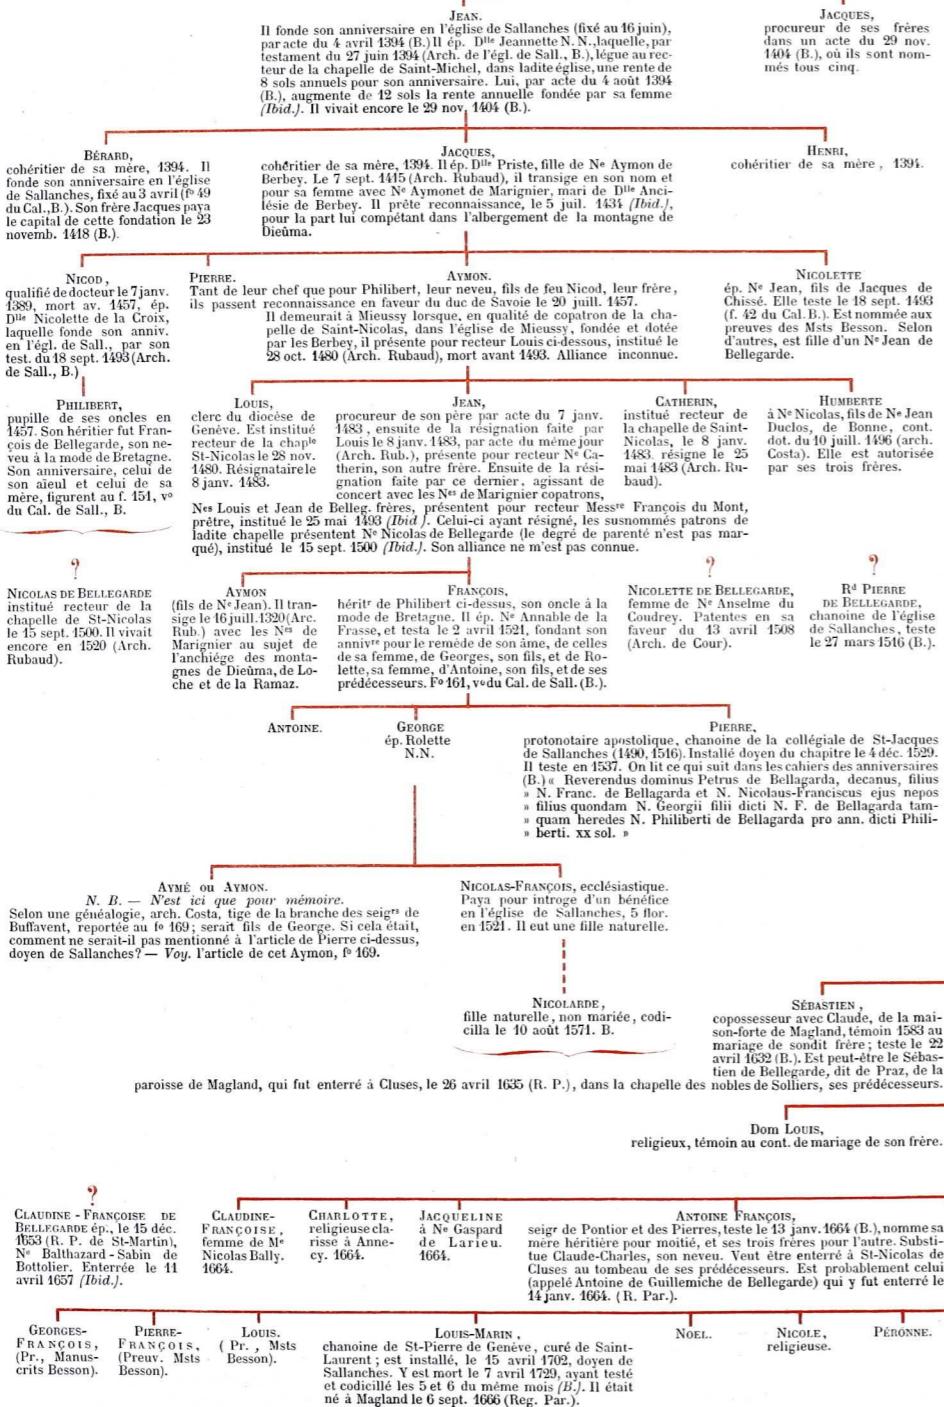 JEAN.
Il fonde son anniversaire en l'église de Sallanches (fixé au 16 juin),
par acte du 4 avril 1394 (B.) Il ép. Dlle Jeannette N. N., laquelle, par
testament du 27 juin 1394 (Arch. de l'égl. de Sall., B.), lègue au rec-
teur de la chapelle de Saint-Michel, dans ladite église, une rente de
8 sols annuels pour son anniversaire. Lui, par acte du 4 août 1394
(B.), augmente de 12 sols la rente annuelle fondée par sa femme
(Ibid.). Il vivait encore le 29 nov. 1404 (B.).
JACQUES,
procureur de ses frères
dans un acte du 29 nov.
1404 (B.), où ils sont nom-
més tous cinq.
BÉRARD,
cohéritier de sa mère, 1394. Il
fonde son anniversaire en l'église
de Sallanches, fixé au 3 avril (fo 49
du Cal., B.). Son frère Jacques paya
le capital de cette fondation le 23
novemb. 1418 (B.).
JACQUES,
cohéritier de sa mère, 1394. Il ép. Dlle Priste, fille de Ne Aymon de
Berbey. Le 7 sept. 1415 (Arch. Rubaud), il transige en son nom et
pour sa femme avec Ne Aymonet de Marignier, mari de Dlle Anci-
lésie de Berbey. Il prête reconnaissance, le 5 juil. 1434 (Ibid.),
pour la part lui compétant dans l'albergement de la montagne de
Dieûma.
HENRI,
cohéritier de sa mère, 1394.
NICOD,
qualifié de docteur le 7 janv.
1389, mort av. 1457, ép.
Dlle Nicolette de la Croix,
laquelle fonde son anniv.
en l'égl. de Sall., par son
test. du 18 sept. 1493 (Arch.
de Sall., B.)
PIERRE.
AYMON
Tant de leur chef que pour Philibert, leur neveu, fils de feu Nicod, leur frère,
ils passent reconnaissance en faveur du duc de Savoie le 20 juill. 1457.
Il demeurait à Mieussy lorsque, en qualité de copatron de la cha-
pelle de Saint-Nicolas, dans l'église de Mieussy, fondée et dotée
par les Berbey, il présente pour recteur Louis ci-dessous, institué le
28 oct. 1480 (Arch. Rubaud), mort avant 1493. Alliance inconnue.
NICOLETTE
ép. Ne Jean, fils de Jacques de
Chissé. Elle teste le 18 sept. 1493
(f. 42 du Cal. B.). Est nommée aux
preuves des Msts Besson. Selon
d'autres, est fille d'un Ne Jean de
Bellegarde.
PHILIBERT,
pupille de ses oncles en
1457. Son héritier fut Fran-
çois de Bellegarde, son ne-
veu à la mode de Bretagne.
Son anniversaire, celui de
son aïeul et celui de sa
mère, figurent au f. 151, vo
du Cal. de Sall., B.
LOUIS,
clerc du diocèse de
Genève. Est institué
recteur de la chaple
St-Nicolas le 28 nov.
1480. Résignataire le
8 janv. 1483.
JEAN,
procureur de son père par acte du 7 janv.
1483, ensuite de la résignation faite par
Louis le 8 janv. 1483, par acte du même jour
(Arch. Rub.), présente pour recteur Ne Ca-
therin, son autre frère. Ensuite de la rési-
gnation faite par ce dernier, agissant de
concert avec les Nes de Marignier copatrons,
Nes Louis et Jean de Belleg. frères, présentent pour recteur Messre François du Mont,
prêtre, institué le 25 mai 1493 (Ibid.). Celui-ci ayant résigné, les susnommés patrons de
ladite chapelle présentent Ne Nicolas de Bellegarde (le degré de parenté n'est pas mar-
qué), institué le 15 sept. 1500 (Ibid.). Son alliance ne m'est pas connue.
CATHERIN,
institué recteur de
la chapelle de Saint-
Nicolas, le 8 janv.
1483. résigne le 25
mai 1483 (Arch. Ru-
baud).
HUMBERTE
à Ne Nicolas, fils de Ne Jean
Duclos, de Bonne, cont.
dot. du 10 juill. 1496 (arch.
Costa). Elle est autorisée
par ses trois frères.
?
NICOLAS DE BELLEGARDE
institué recteur de la
chapelle de St-Nicolas
le 15 sept. 1500. Il vivait
encore en 1520 (Arch.
Rubaud).
AYMON
(fils de Ne Jean). Il tran-
sige le 16 juill. 1320 (Arc.
Rub.) avec les Nes de
Marignier au sujet de
l'anchiége des monta-
gnes de Dieûma, de Lo-
che et de la Ramaz.
FRANÇOIS,
héritr de Philibert ci-dessus, son oncle à la
mode de Bretagne. Il ép. Ne Annable de la
Frasse, et testa le 2 avril 1521, fondant son
annivre pour le remède de son âme, de celles
de sa femme, de Georges, son fils, et de Ro-
lette, sa femme, d'Antoine, son fils, et de ses
prédécesseurs. Fo 161, vo du Cal. de Sall. (B.).
?
NICOLETTE DE BELLEGARDE,
femme de Ne Anselme du
Coudrey. Patentes en sa
faveur du 13 avril 1508
(Arch. de Cour).
?
Rd PIERRE
DE BELLEGARDE,
chanoine de l'église
de Sallanches, teste
le 27 mars 1516 (B.).
ANTOINE.
GEORGE
ép. Rolette
N.N.
PIERRE,
protonotaire apostolique, chanoine de la collégiale de St-Jacques
de Sallanches (1490, 1516). Installé doyen du chapitre le 4 déc. 1529.
Il teste en 1537. On lit ce qui suit dans les cahiers des anniversaires
(B.) « Reverendus dominus Petrus de Bellagarda, decanus, filius
» N. Franc. de Bellagarda et N. Nicolaus-Franciscus ejus nepos
» filius quondam N. Georgii filii dicti N. F. de Bellagarda tam-
» quam heredes N. Philiberti de Bellagarda pro ann. dicti Phili-
» berti. xx sol. »
AYMÉ ou AYMON.
N. B. — N'est ici que pour mémoire.
Selon une généalogie, arch. Costa, tige de la branche des seigrs de
Buffavent, reportée au fo 169; serait fils de George. Si cela était,
comment ne serait-il pas mentionné à l'article de Pierre ci-dessus,
doyen de Sallanches? — Voy. l'article de cet Aymon, fo 169.
NICOLAS-FRANÇOIS, ecclésiastique.
Paya pour introge d'un bénéfice
en l'église de Sallanches, 5 flor.
en 1521. Il eut une fille naturelle.
NICOLARDE,
fille naturelle, non mariée, codi-
cilla le 10 août 1571. B.
SÉBASTIEN,
copossesseur avec Claude, de la mai-
son-forte de Magland, témoin 1583 au
mariage de sondit frère; teste le 22
avril 1632 (B.). Est peut-être le Sébas-
tien de Bellegarde, dit de Praz, de la
paroisse de Magland, qui fut enterré à Cluses, le 26 avril 1635 (R. P.), dans la chapelle des nobles de Solliers, ses prédécesseurs.
Dom LOUIS,
religieux, témoin au cont. de mariage de son frère.
?
CLAUDINE-FRANÇOISE DE
BELLEGARDE ép., le 15 déc.
1653 (R. P. de St-Martin),
Ne Balthazard-Sabin de
Bottolier. Enterrée le 11
avril 1657 (Ibid.).
CLAUDINE-
FRANÇOISE,
femme de Me
Nicolas Bally.
1664.
CHARLOTTE,
religieuse cla-
risse à Anne-
cy. 1664.
JACQUELINE
à Ne Gaspard
de Larieu.
1664.
ANTOINE FRANÇOIS,
seigr de Pontior et des Pierres, teste le 13 janv. 1664 (B.), nomme sa
mère héritière pour moitié, et ses trois frères pour l'autre. Substi-
tue Claude-Charles, son neveu. Veut être enterré à St-Nicolas de
Cluses au tombeau de ses prédécesseurs. Est probablement celui
(appelé Antoine de Guillemiche de Bellegarde) qui y fut enterré le
14 janv. 1664. (R. Par.).
GEORGES-
FRANÇOIS,
(Pr., Manus-
crits Besson).
PIERRE-
FRANÇOIS,
(Preuv. Msts
Besson).
LOUIS.
(Pr., Msts
Besson).
LOUIS-MARIN,
chanoine de St-Pierre de Genève, curé de Saint-
Laurent; est installé, le 15 avril 1702, doyen de
Sallanches. Y est mort le 7 avril 1729, ayant testé
et codicillé les 5 et 6 du même mois (B.). Il était
né à Magland le 6 sept. 1666 (Reg. Par.).
NOEL.
NICOLE,
religieuse.
PÉRONNE.